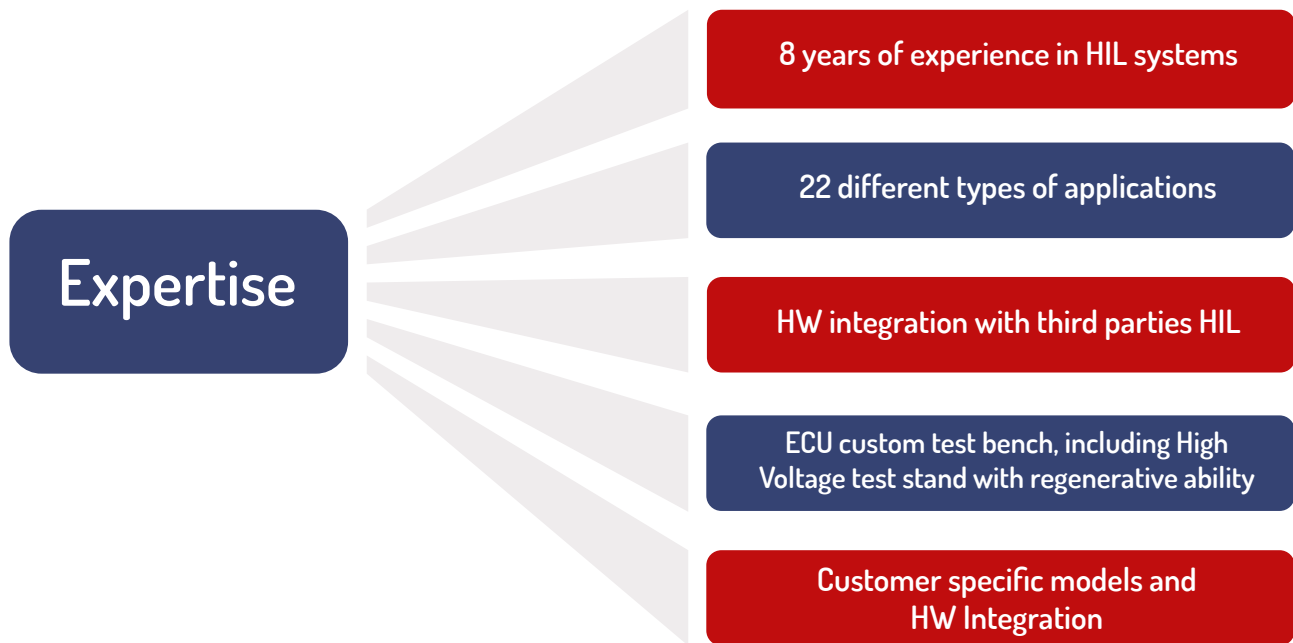 Expertise
8 years of experience in HIL systems
22 different types of applications
HW integration with third parties HIL
ECU custom test bench, including High
Voltage test stand with regenerative ability
Customer specific models and
HW Integration